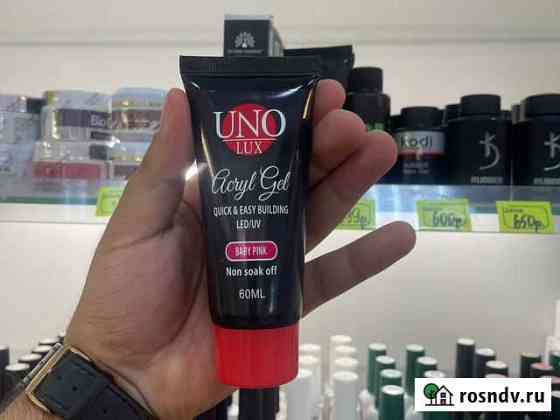 UNO
LUX
Acryl Gel
QUICK & EASY BUILDING
LED/UV
BABY PINK
Non soak off
60ML
kodi
RUBBER
600р
650р
rosndv.ru